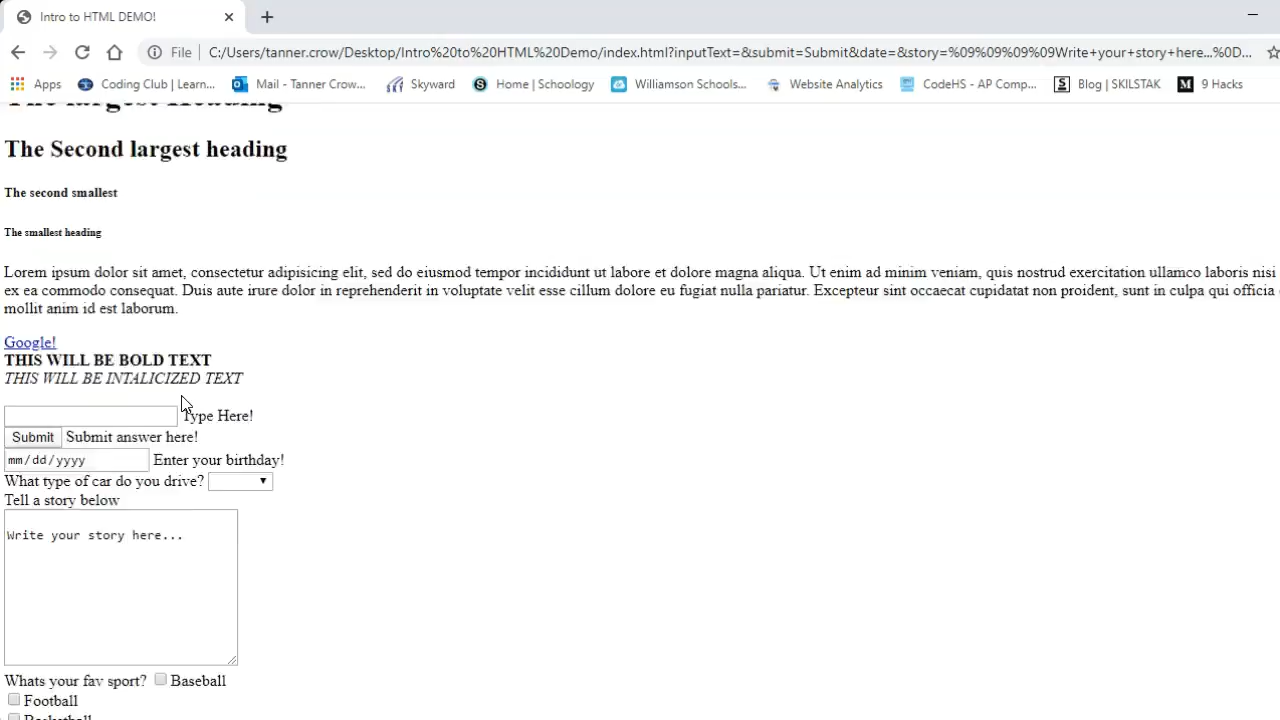 Intro to HTML DEMO!
File
C:/Users/tanner.crow/Desktop/Intro%20to%20HTML%20Demo/index.html?inputText=&submit=Submit&date=&story=%09%09%09%09Write+your+story+here...%0D...
Apps
Coding Club | Learn...
Mail - Tanner Crow...
Skyward
Home | Schoology
Williamson Schools...
Website Analytics
CodeHS - AP Comp...
Blog | SKILSTAK
9 Hacks
The largest Heading
The Second largest heading
The second smallest
The smallest heading
Lorem ipsum dolor sit amet, consectetur adipisicing elit, sed do eiusmod tempor incididunt ut labore et dolore magna aliqua. Ut enim ad minim veniam, quis nostrud exercitation ullamco laboris nisi
ex ea commodo consequat. Duis aute irure dolor in reprehenderit in voluptate velit esse cillum dolore eu fugiat nulla pariatur. Excepteur sint occaecat cupidatat non proident, sunt in culpa qui officia
mollit anim id est laborum.
Google!
THIS WILL BE BOLD TEXT
THIS WILL BE INTALICIZED TEXT
Type Here!
Submit Submit answer here!
mm/dd/yyyy Enter your birthday!
What type of car do you drive?
Tell a story below
Write your story here...
Whats your fav sport? Baseball
Football
Basketball